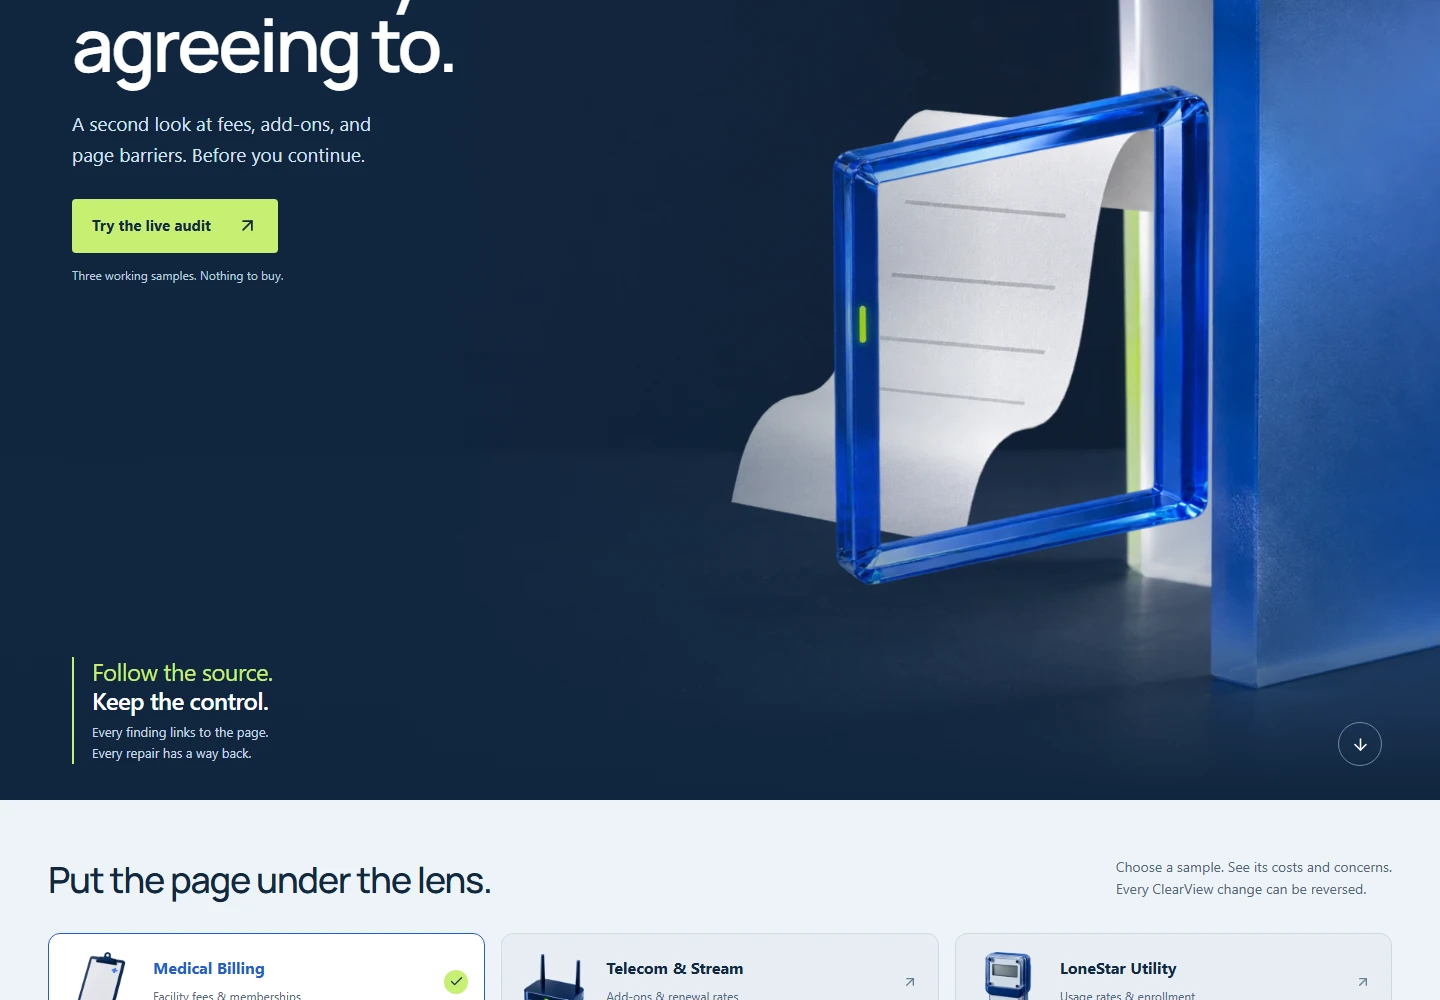 agreeing to.
A second look at fees, add-ons, and
page barriers. Before you continue.
Try the live audit
Three working samples. Nothing to buy.
Follow the source.
Keep the control.
Every finding links to the page.
Every repair has a way back.
Put the page under the lens.
Choose a sample. See its costs and concerns.
Every ClearView change can be reversed.
Medical Billing
Facility fees & memberships
Telecom & Stream
Add-ons & renewal rates
LoneStar Utility
Usage rates & enrollment